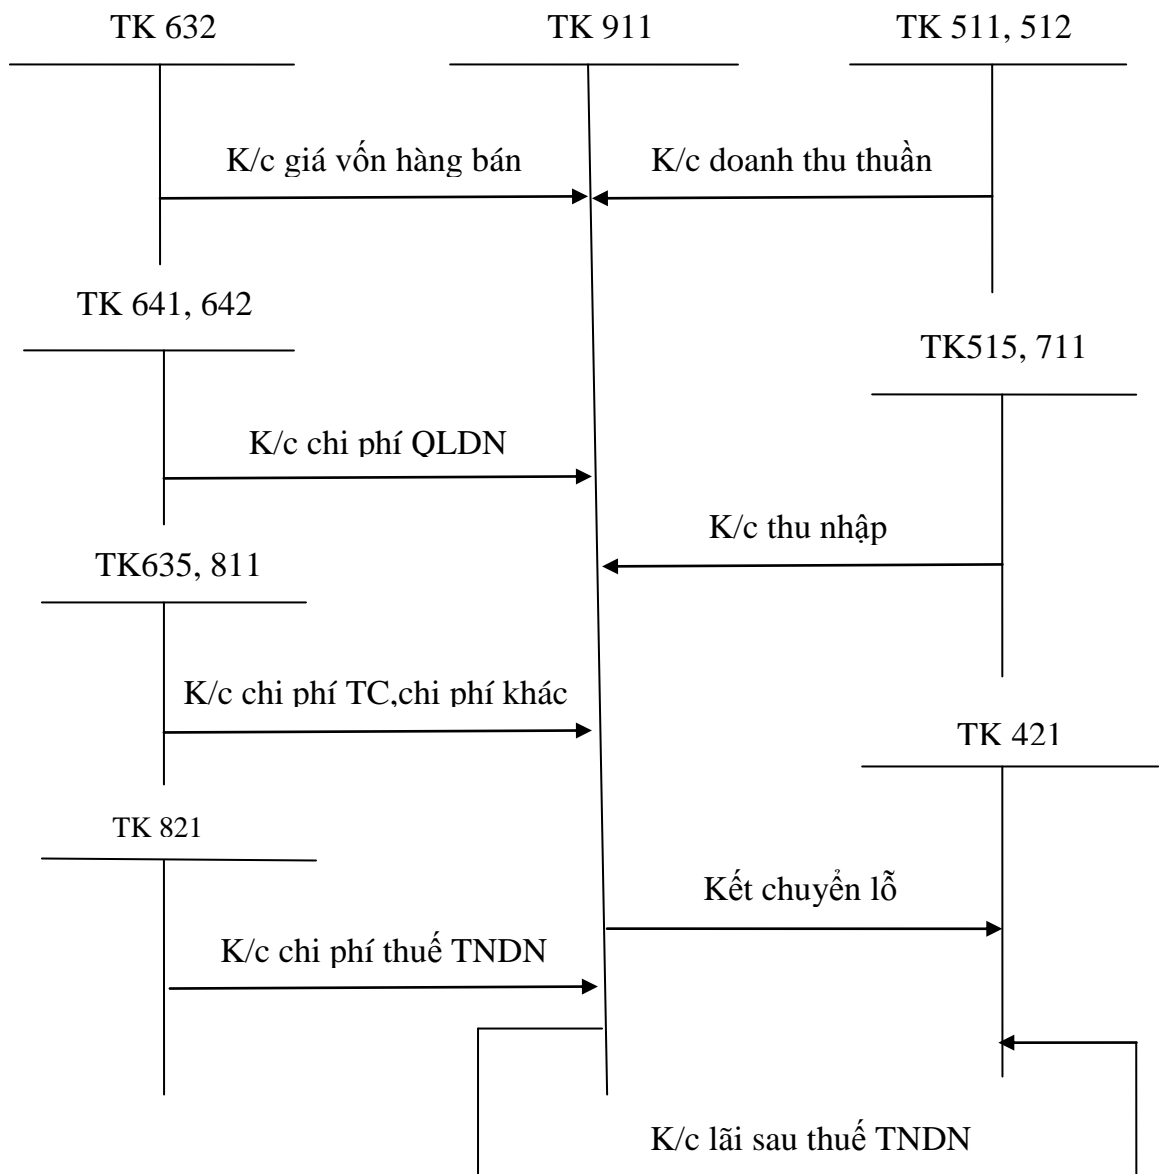 TK 632
TK 911
TK 511, 512
K/c giá vốn hàng bán
K/c doanh thu thuần
TK 641, 642
TK515, 711
K/c chi phí QLDN
K/c thu nhập
TK635, 811
K/c chi phí TC,chi phí khác
TK 421
TK 821
Kết chuyển lỗ
K/c chi phí thuế TNDN
K/c lãi sau thuế TNDN